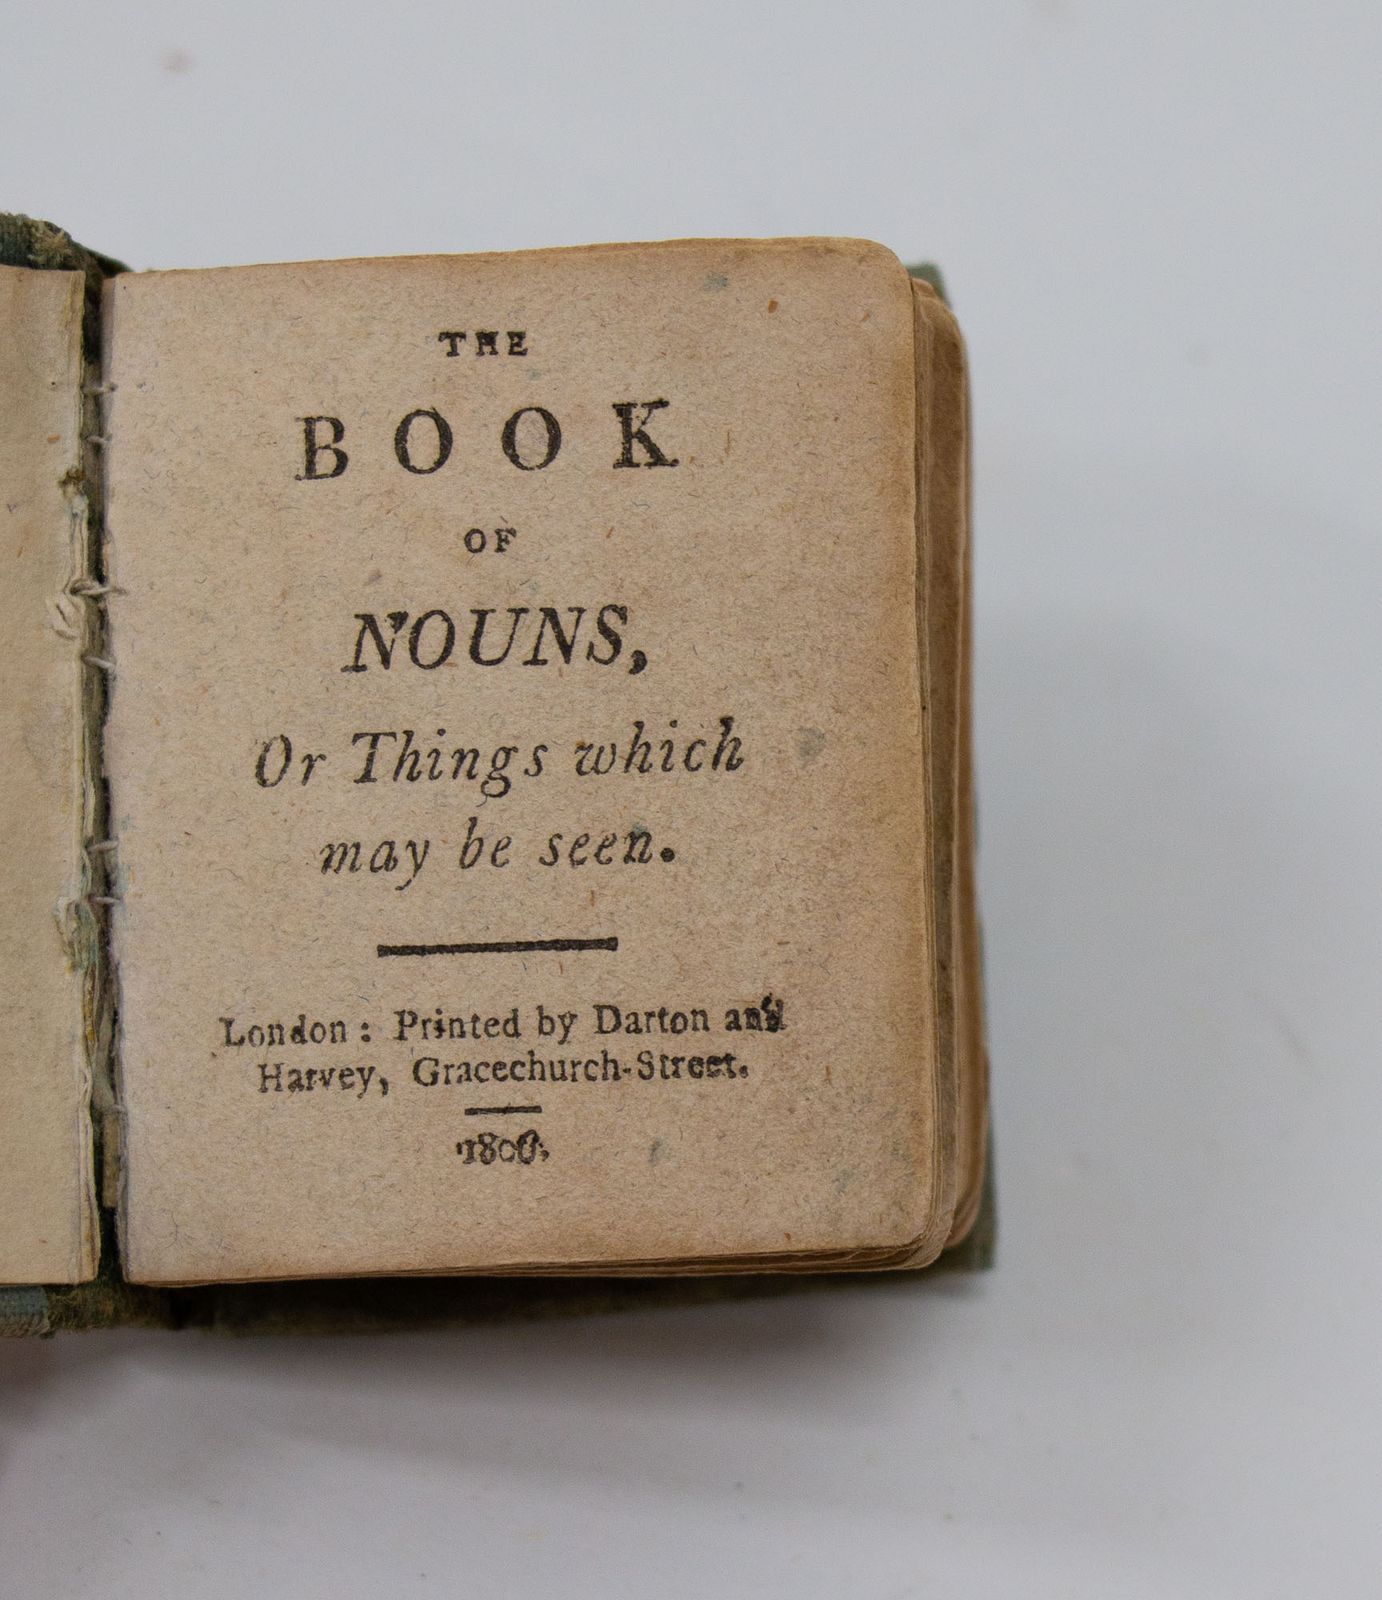 THE
BOOK
OF
NOUNS,
Or Things which
may be seen.
London: Printed by Darton and
Harvey, Gracechurch-Street.